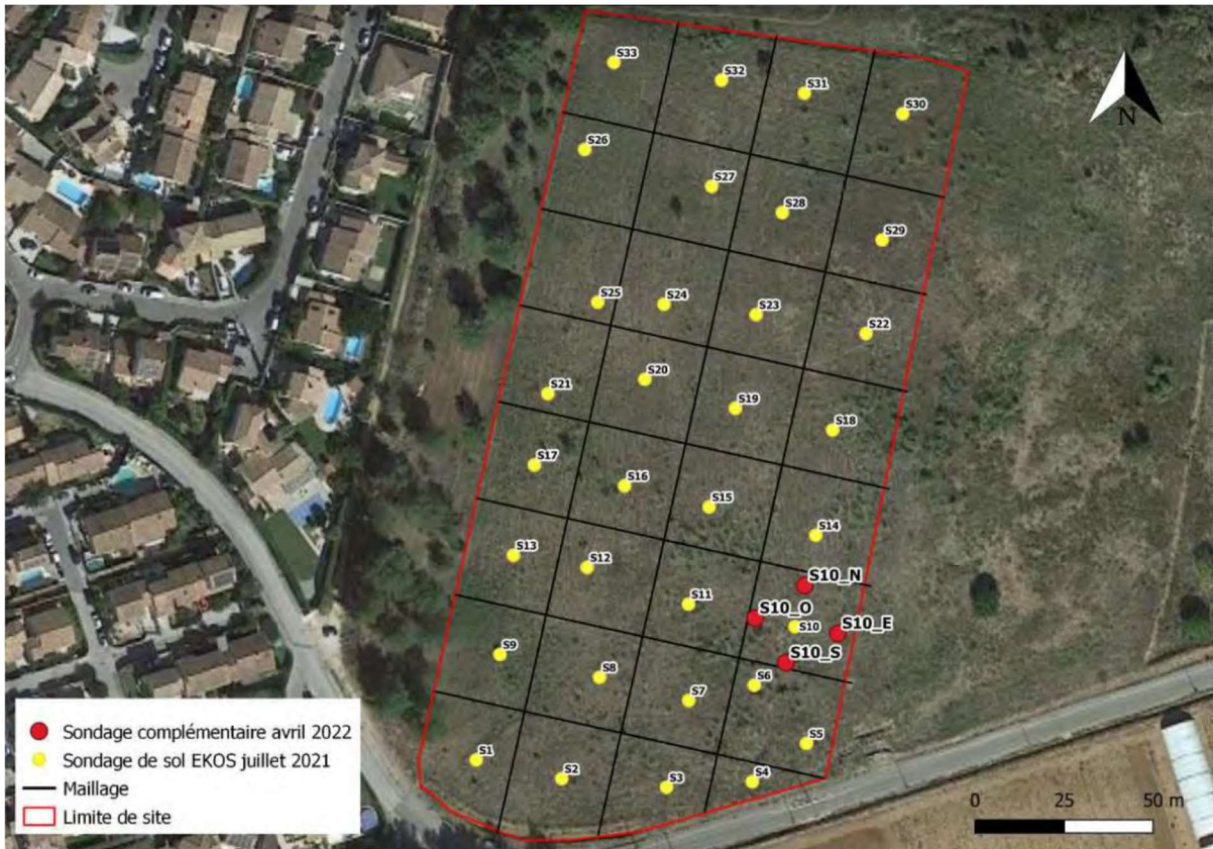 S33
S32
S31
S30
N
S26
S27
S28
S29
S25
S24
S23
S22
S20
S21
S19
S18
S17
S16
S15
S14
S13
S12
S10_N
S11
S10_O
S10
S10_E
S9
S8
S10_S
S6
S7
S5
S1
S2
S3
S4
Sondage complémentaire avril 2022
Sondage de sol EKOS juillet 2021
Maillage
Limite de site
0 25 50 m